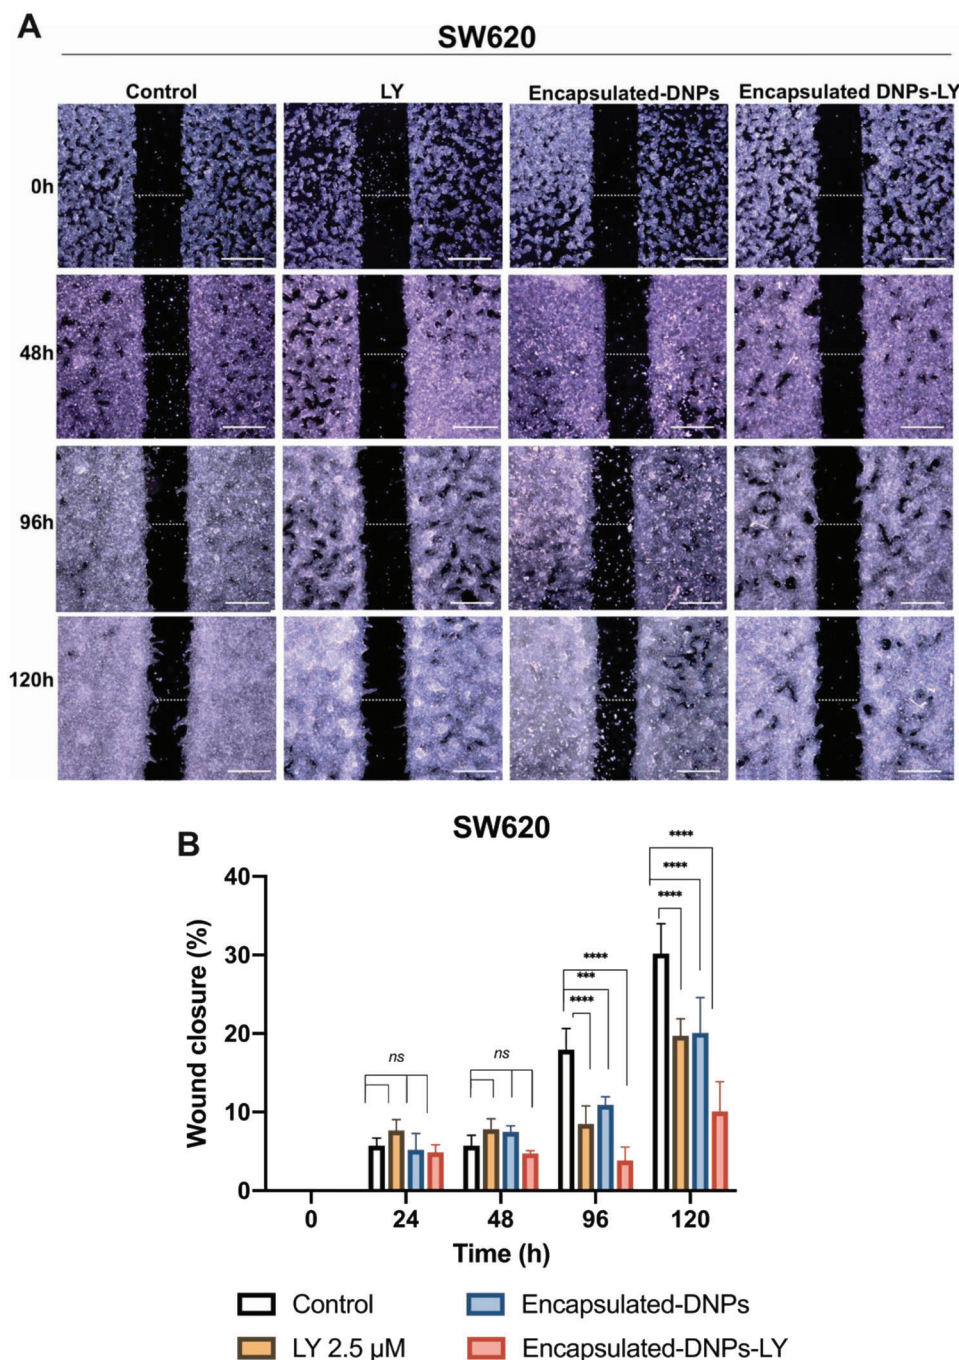 A
SW620
Control LY Encapsulated-DNPs Encapsulated DNPs-LY
0h
48h
96h
120h
B
SW620
Wound closure (%)
40
30
20
10
0
ns
ns
****
***
****
****
****
****
0 24 48 96 120
Time (h)
Control
Encapsulated-DNPs
LY 2.5 µM
Encapsulated-DNPs-LY